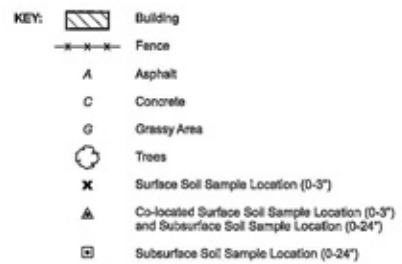 KEY:
Building
Fence
A Asphalt
C Concrete
G Grassy Area
Trees
Surface Soil Sample Location (0-3")
Co-located Surface Soil Sample Location (0-3")
and Subsurface Soil Sample Location (0-24")
Subsurface Soil Sample Location (0-24")